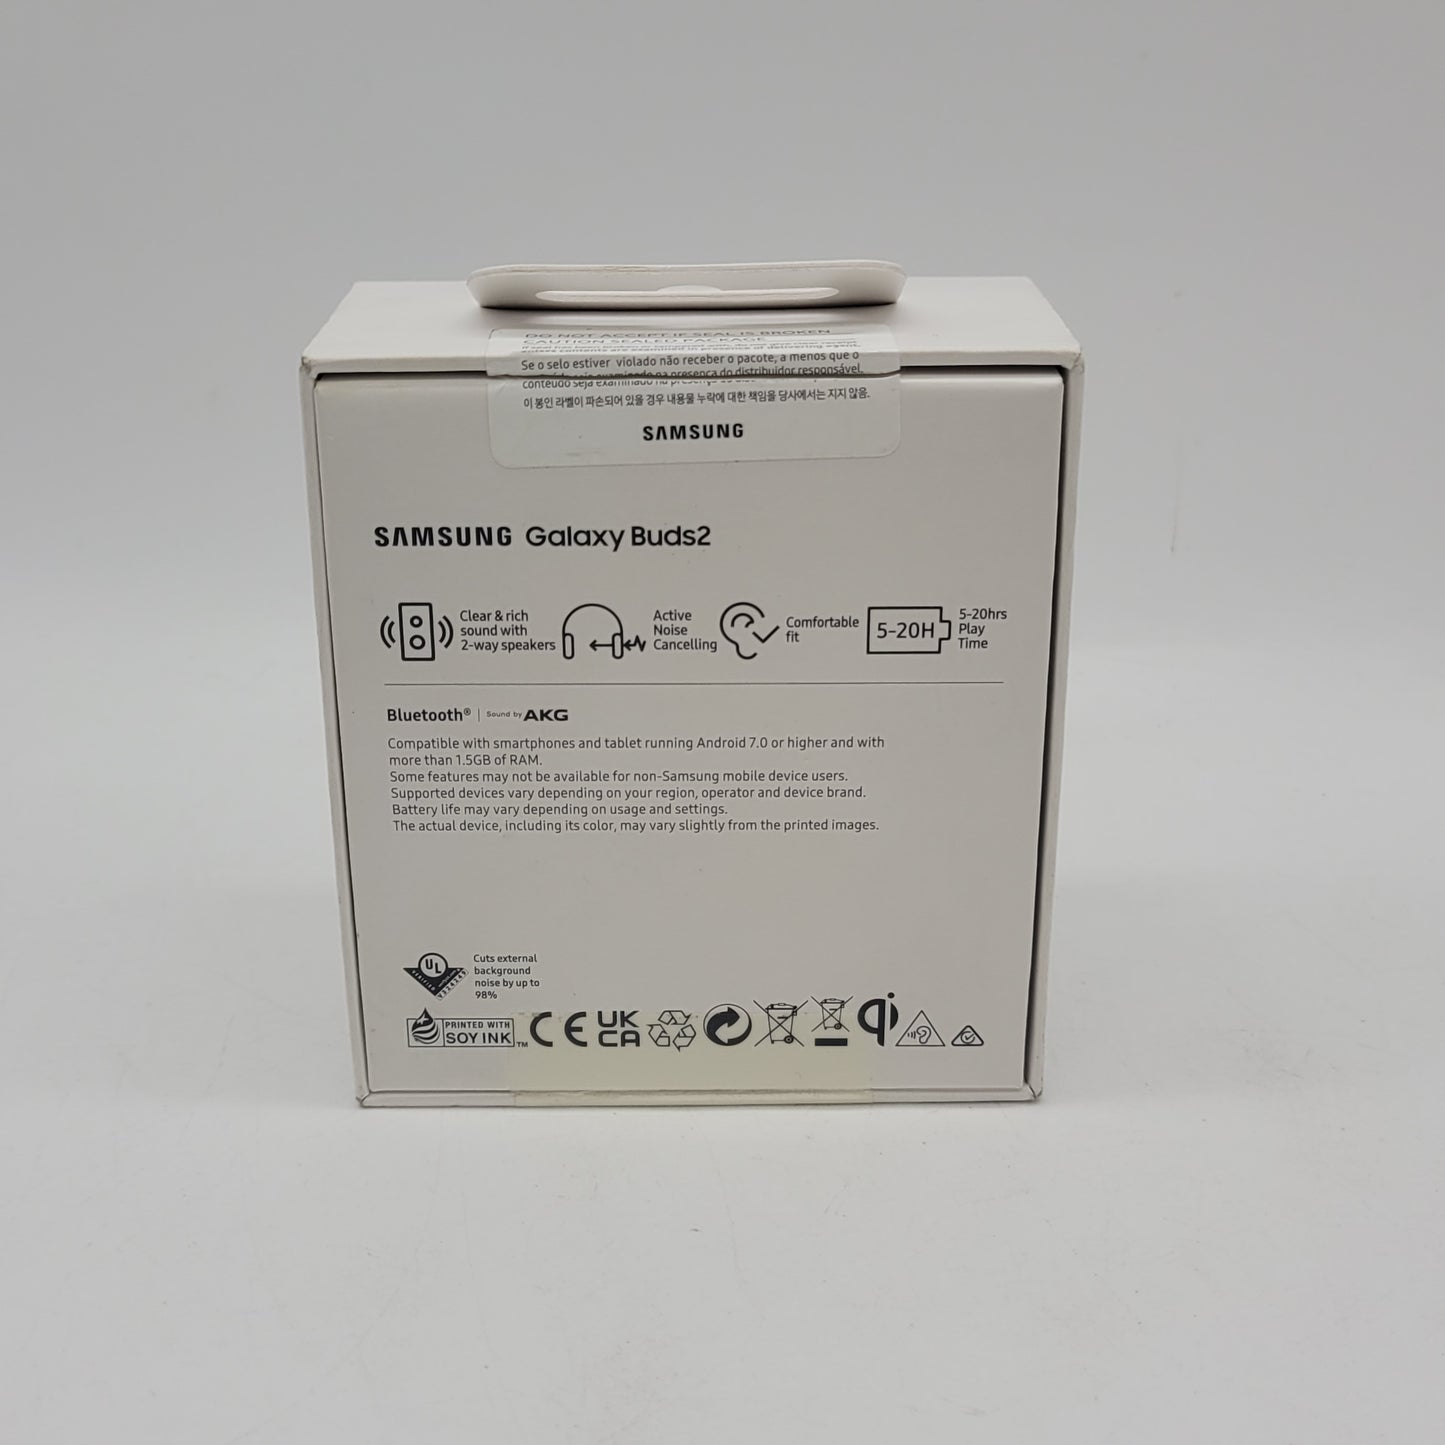 DO NOT ACCEPT IF SEAL IS BROKEN
CAUTION SEALED PACKAGE
Se o selo estiver violado não receber o pacote, a menos que o
conteúdo seja examinado na presença do distribuidor responsável.
이 봉인 라벨이 파손되어 있을 경우 내용물 누락에 대한 책임을 당사에서는 지지 않음.
SAMSUNG
SAMSUNG Galaxy Buds2
Clear & rich
sound with
2-way speakers
Active
Noise
Cancelling
Comfortable
fit
5-20H
5-20hrs
Play
Time
Bluetooth® | Sound by AKG
Compatible with smartphones and tablet running Android 7.0 or higher and with
more than 1.5GB of RAM.
Some features may not be available for non-Samsung mobile device users.
Supported devices vary depending on your region, operator and device brand.
Battery life may vary depending on usage and settings.
The actual device, including its color, may vary slightly from the printed images.
UL
Cuts external
background
noise by up to
98%
PRINTED WITH
SOY INK™
CE
UK
CA
qi